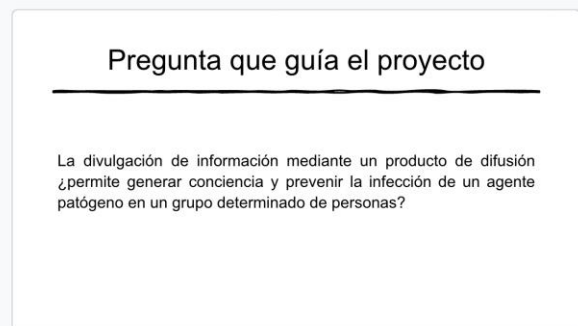 Pregunta que guía el proyecto
La divulgación de información mediante un producto de difusión
¿permite generar conciencia y prevenir la infección de un agente
patógeno en un grupo determinado de personas?